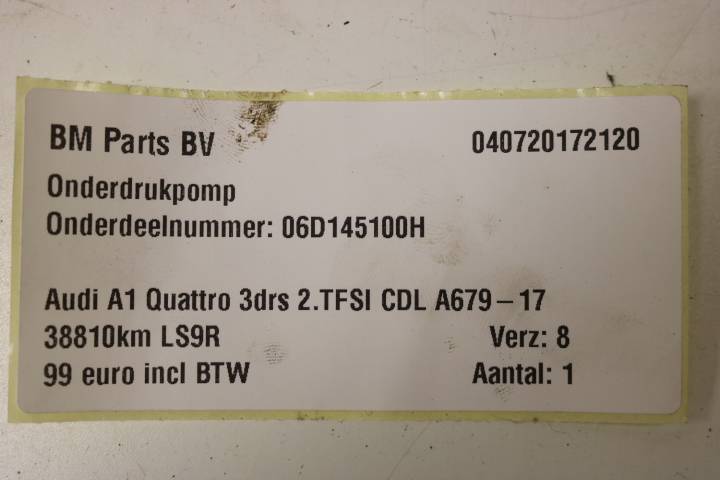 BM Parts BV 040720172120
Onderdrukpomp
Onderdeelnummer: 06D145100H
Audi A1 Quattro 3drs 2.TFSI CDL A679 – 17
38810km LS9R Verz: 8
99 euro incl BTW Aantal: 1